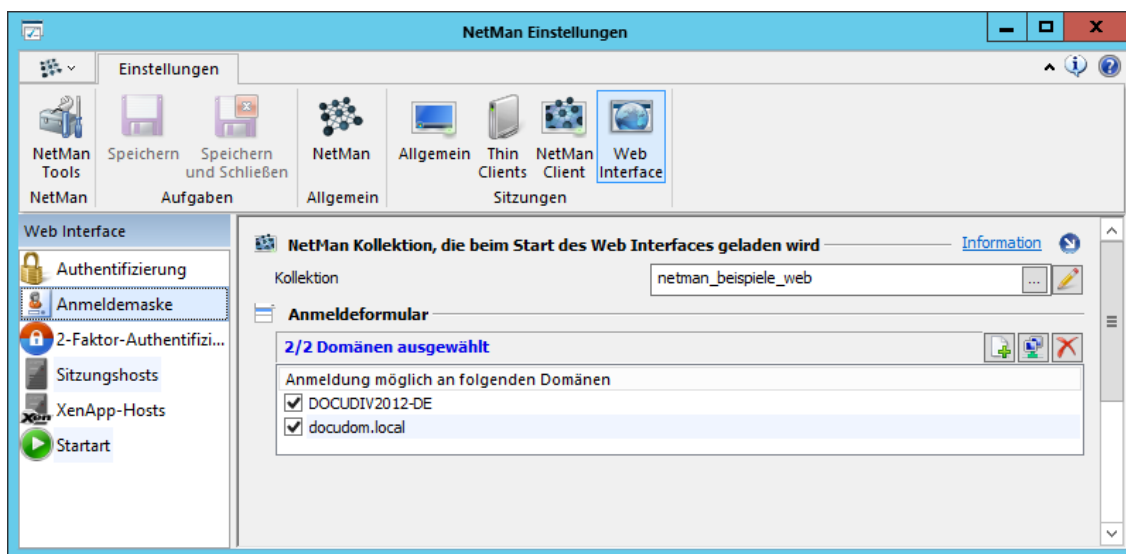 NetMan Einstellungen
Einstellungen
NetMan Tools
Speichern
Speichern und Schließen
NetMan
Allgemein
Thin Clients
NetMan Client
Web Interface
NetMan
Aufgaben
Allgemein
Sitzungen
Web Interface
Authentifizierung
Anmeldemaske
2-Faktor-Authentifizi...
Sitzungshosts
Xen XenApp-Hosts
Startart
NetMan Kollektion, die beim Start des Web Interfaces geladen wird Information
Kollektion netman_beispiele_web ...
Anmeldeformular
2/2 Domänen ausgewählt
Anmeldung möglich an folgenden Domänen
DOCUDIV2012-DE
docudom.local